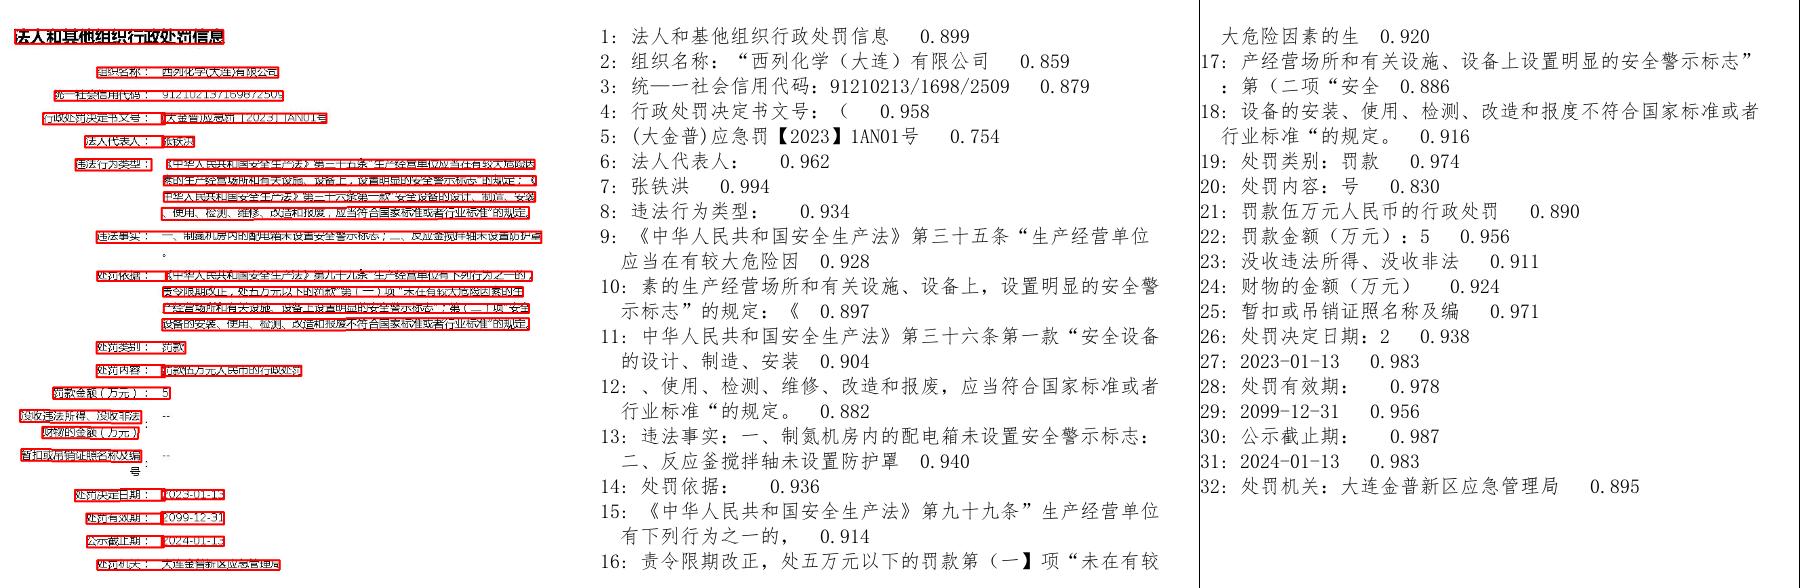 法人和其他组织行政处罚信息
组织名称： 西列化学(大连)有限公司
统一社会信用代码： 912102137169872509
行政处罚决定书文号： (大金普)应急罚〔2023〕1AN01号
法人代表人： 张铁洪
违法行为类型： 《中华人民共和国安全生产法》第三十五条“生产经营单位应当在有较大危险因
素的生产经营场所和有关设施、设备上，设置明显的安全警示标志”的规定；《
中华人民共和国安全生产法》第三十六条第一款“安全设备的设计、制造、安装
、使用、检测、维修、改造和报废，应当符合国家标准或者行业标准”的规定。
违法事实： 一、制氮机房内的配电箱未设置安全警示标志；二、反应釜搅拌轴未设置防护罩
。
处罚依据： 《中华人民共和国安全生产法》第九十九条“生产经营单位有下列行为之一的，
责令限期改正，处五万元以下的罚款”第（一）项“未在有较大危险因素的生
产经营场所和有关设施、设备上设置明显的安全警示标志”；第（二）项“安全
设备的安装、使用、检测、改造和报废不符合国家标准或者行业标准”的规定。
处罚类别： 罚款
处罚内容： 罚款伍万元人民币的行政处罚
罚款金额（万元）： 5
没收违法所得、没收非法
财物的金额（万元）
： --
暂扣或吊销证照名称及编
号
： --
处罚决定日期： 2023-01-13
处罚有效期： 2099-12-31
公示截止期： 2024-01-13
处罚机关： 大连金普新区应急管理局
1: 法人和基他组织行政处罚信息 0.899
2: 组织名称：“西列化学（大连）有限公司 0.859
3: 统—一社会信用代码：91210213/1698/2509 0.879
4: 行政处罚决定书文号：（ 0.958
5: (大金普)应急罚【2023】1AN01号 0.754
6: 法人代表人： 0.962
7: 张铁洪 0.994
8: 违法行为类型： 0.934
9: 《中华人民共和国安全生产法》第三十五条“生产经营单位
应当在有较大危险因 0.928
10: 素的生产经营场所和有关设施、设备上，设置明显的安全警
示标志”的规定：《 0.897
11: 中华人民共和国安全生产法》第三十六条第一款“安全设备
的设计、制造、安装 0.904
12: 、使用、检测、维修、改造和报废，应当符合国家标准或者
行业标准“的规定。 0.882
13: 违法事实：一、制氮机房内的配电箱未设置安全警示标志：
二、反应釜搅拌轴未设置防护罩 0.940
14: 处罚依据： 0.936
15: 《中华人民共和国安全生产法》第九十九条”生产经营单位
有下列行为之一的， 0.914
16: 责令限期改正，处五万元以下的罚款第（一】项“未在有较
大危险因素的生 0.920
17: 产经营场所和有关设施、设备上设置明显的安全警示标志”
：第（二项“安全 0.886
18: 设备的安装、使用、检测、改造和报度不符合国家标准或者
行业标准“的规定。 0.916
19: 处罚类别：罚款 0.974
20: 处罚内容：号 0.830
21: 罚款伍万元人民币的行政处罚 0.890
22: 罚款金额（万元）：5 0.956
23: 没收违法所得、没收非法 0.911
24: 财物的金额（万元） 0.924
25: 暂扣或吊销证照名称及编 0.971
26: 处罚决定日期：2 0.938
27: 2023-01-13 0.983
28: 处罚有效期： 0.978
29: 2099-12-31 0.956
30: 公示截止期： 0.987
31: 2024-01-13 0.983
32: 处罚机关：大连金普新区应急管理局 0.895